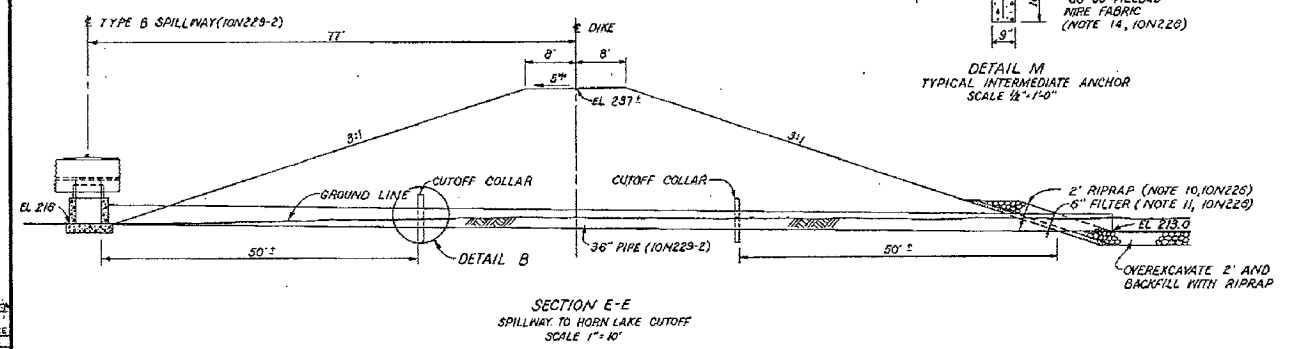 ℄ TYPE B SPILLWAY(10N229-2)
77'
℄ DIKE
8'
8'
EL 237±
3:1
3:1
WIRE FABRIC
(NOTE 14, 10N226)
9"
DETAIL M
TYPICAL INTERMEDIATE ANCHOR
SCALE ½"=1'-0"
EL 216
GROUND LINE
CUTOFF COLLAR
CUTOFF COLLAR
2' RIPRAP (NOTE 10,10N226)
6" FILTER (NOTE 11, 10N226)
EL 213.0
50'±
DETAIL B
36" PIPE (10N229-2)
50'±
OVEREXCAVATE 2' AND
BACKFILL WITH RIPRAP
SECTION E-E
SPILLWAY TO HORN LAKE CUTOFF
SCALE 1"=10'